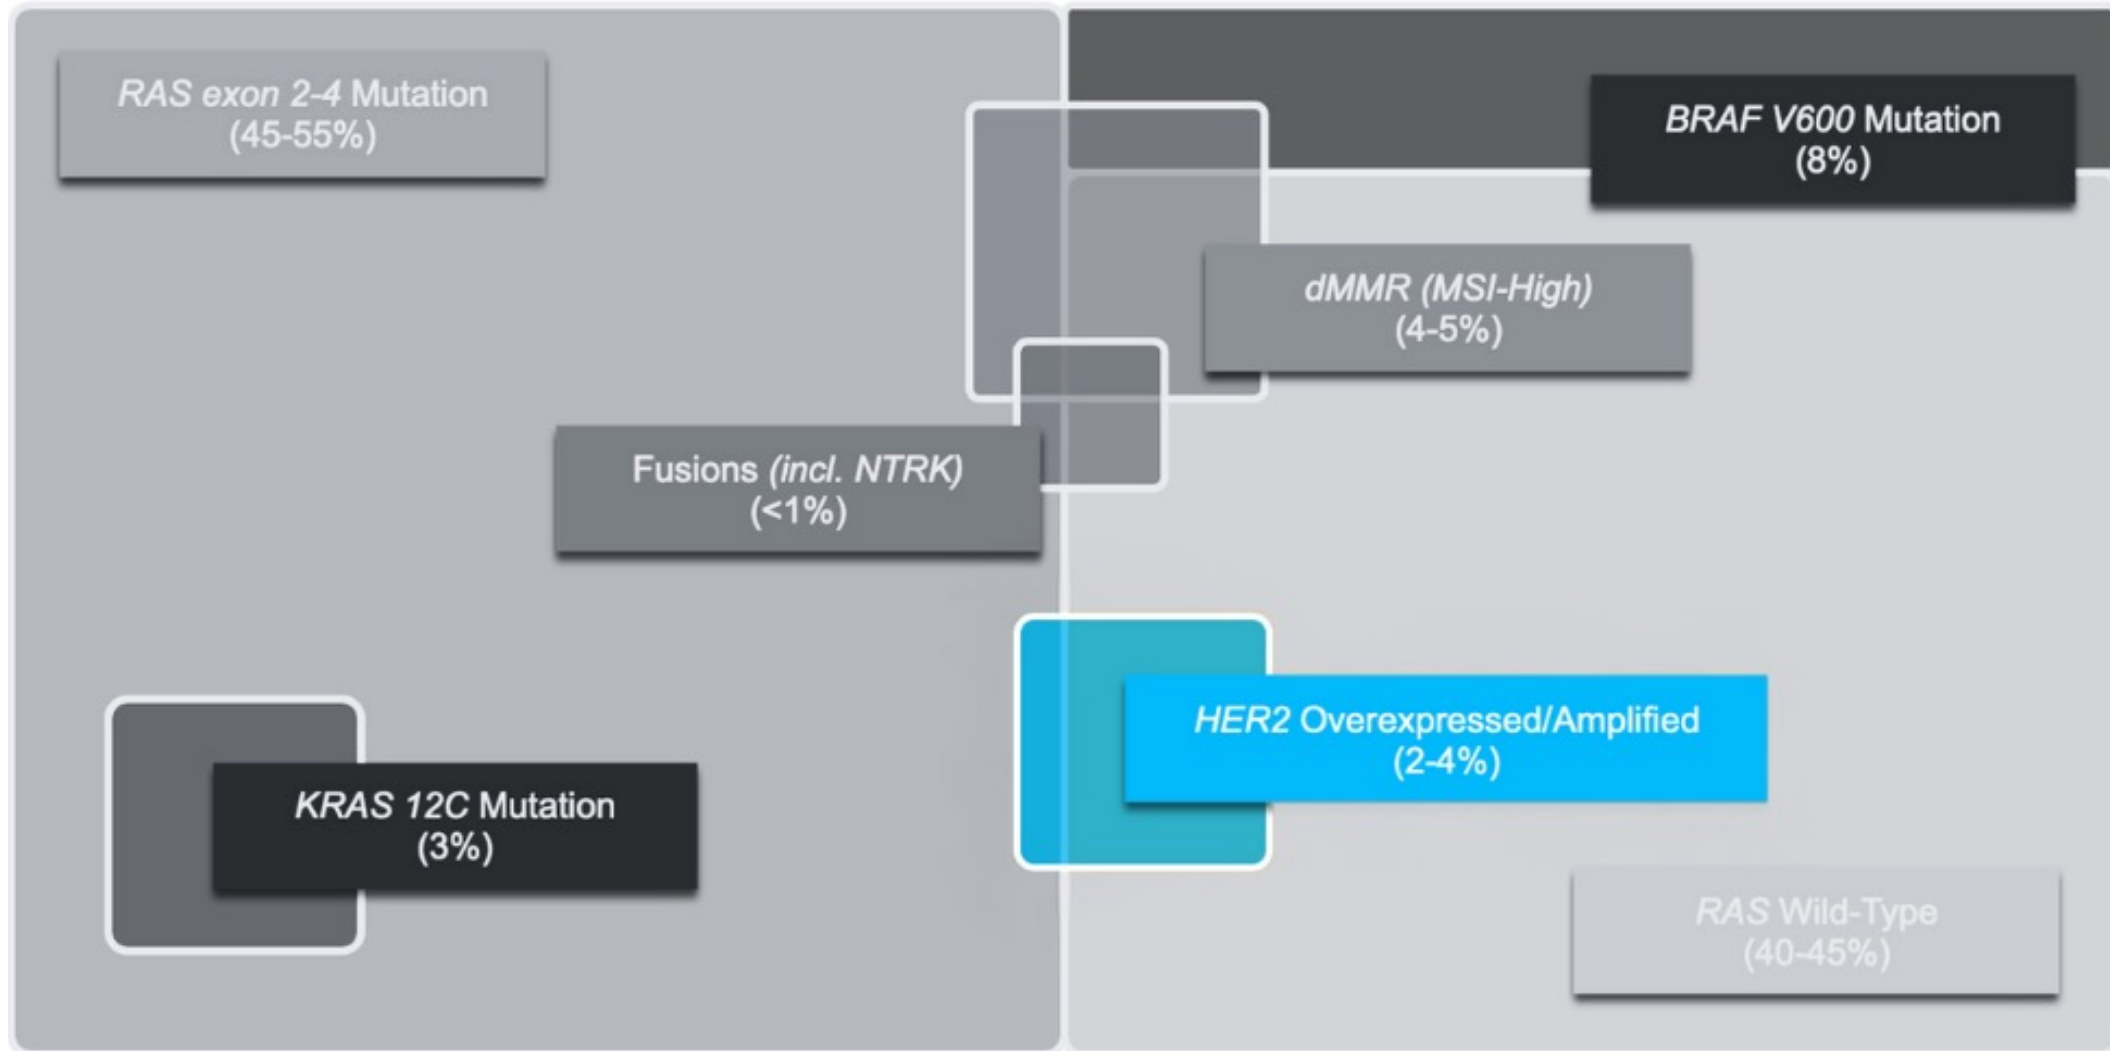 RAS exon 2-4 Mutation
(45-55%)
BRAF V600 Mutation
(8%)
dMMR (MSI-High)
(4-5%)
Fusions (incl. NTRK)
(<1%)
HER2 Overexpressed/Amplified
(2-4%)
KRAS 12C Mutation
(3%)
RAS Wild-Type
(40-45%)